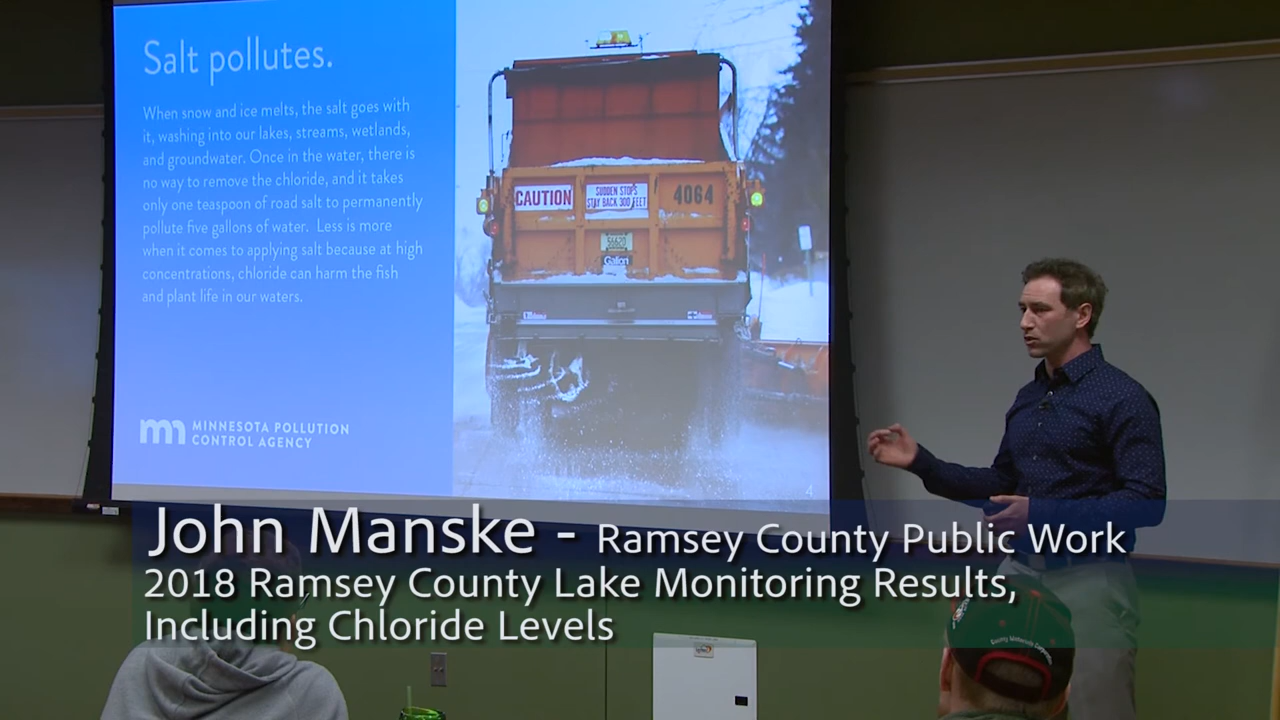 Salt pollutes.
When snow and ice melts, the salt goes with
it, washing into our lakes, streams, wetlands,
and groundwater. Once in the water, there is
no way to remove the chloride, and it takes
only one teaspoon of road salt to permanently
pollute five gallons of water. Less is more
when it comes to applying salt because at high
concentrations, chloride can harm the fish
and plant life in our waters.
mn MINNESOTA POLLUTION
CONTROL AGENCY
CAUTION
SUDDEN STOPS
STAY BACK 300 FEET
4064
Galion
4
John Manske - Ramsey County Public Work
2018 Ramsey County Lake Monitoring Results,
Including Chloride Levels